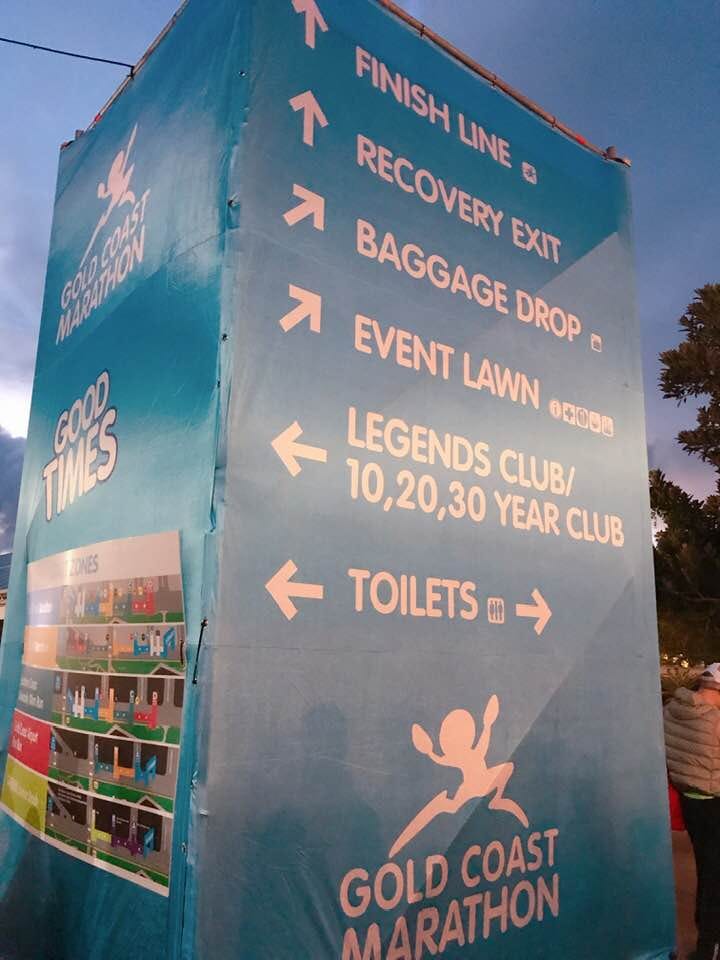 FINISH LINE
RECOVERY EXIT
BAGGAGE DROP
EVENT LAWN
LEGENDS CLUB/
10,20,30 YEAR CLUB
TOILETS
GOLD COAST
MARATHON
GOLD COAST
MARATHON
GOOD
TIMES
ZONES